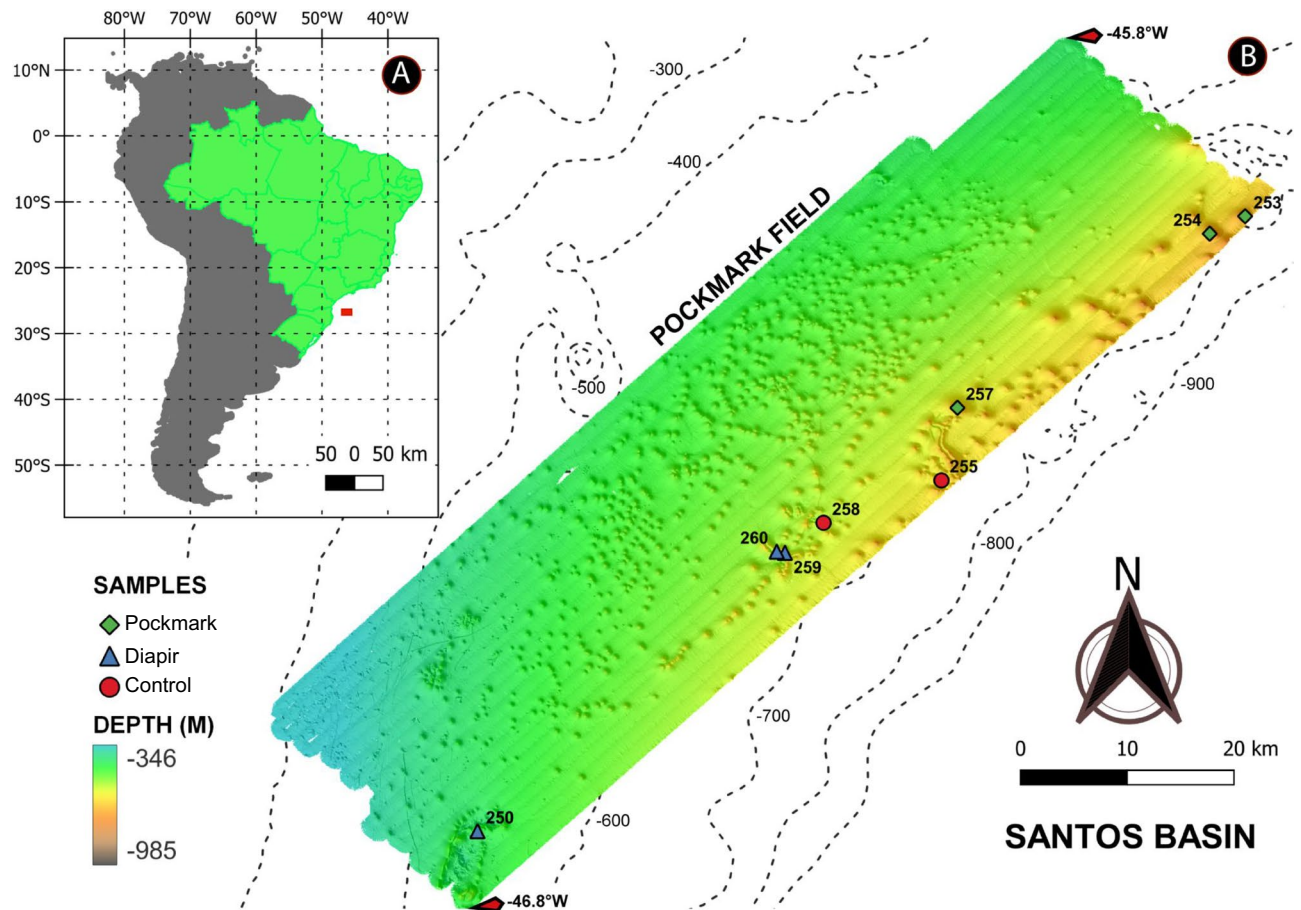 80°W 70°W 60°W 50°W 40°W
10°N
0°
10°S
20°S
30°S
40°S
50°S
A
50 0 50 km
B
-45.8°W
-300
-400
-500
-600
-700
-800
-900
POCKMARK FIELD
253
254
257
255
258
260
259
250
-46.8°W
SAMPLES
Pockmark
Diapir
Control
DEPTH (M)
-346
-985
N
0 10 20 km
SANTOS BASIN